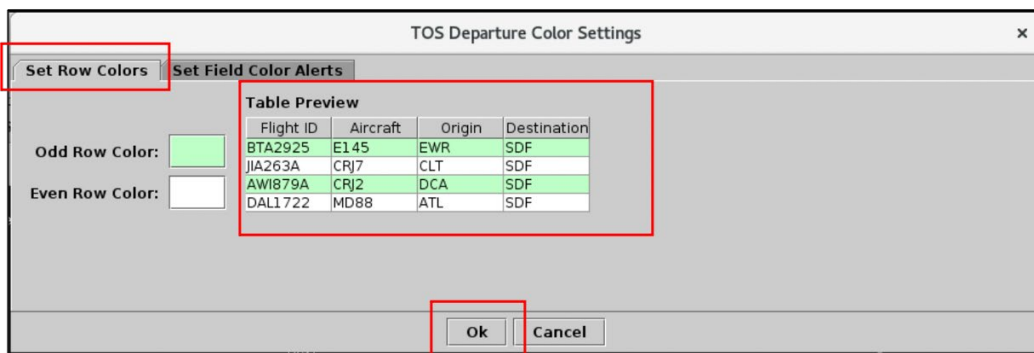 TOS Departure Color Settings
×
Set Row Colors Set Field Color Alerts
Table Preview
Flight ID Aircraft Origin Destination
BTA2925 E145 EWR SDF
JIA263A CRJ7 CLT SDF
AWI879A CRJ2 DCA SDF
DAL1722 MD88 ATL SDF
Odd Row Color:
Even Row Color:
Ok Cancel